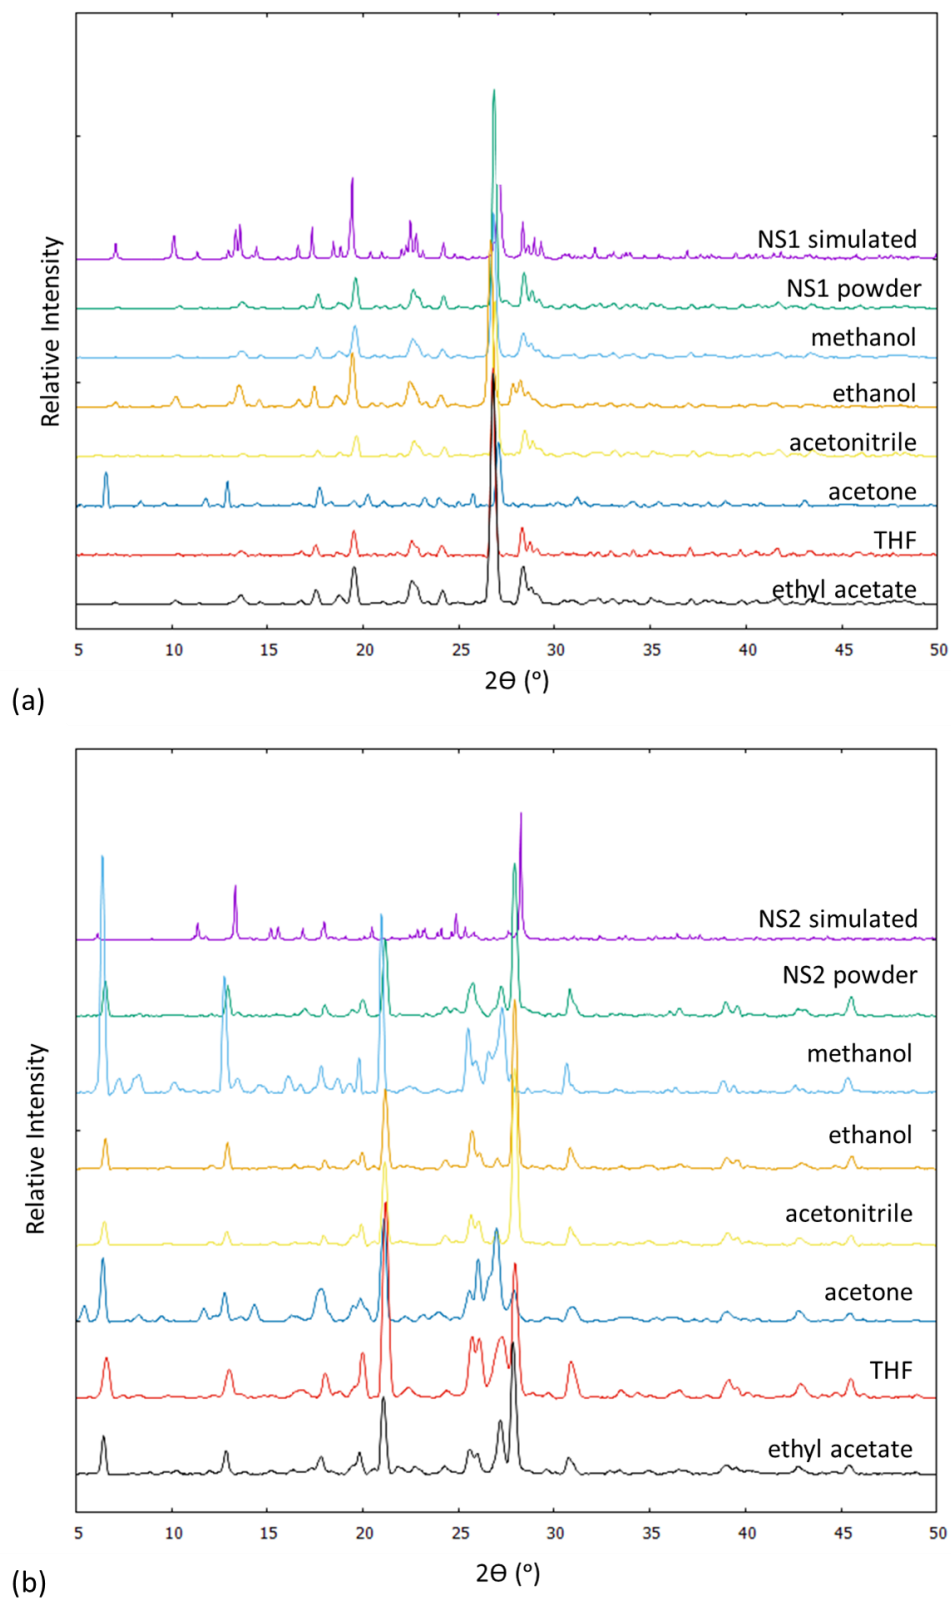 Relative Intensity
NS1 simulated
NS1 powder
methanol
ethanol
acetonitrile
acetone
THF
ethyl acetate
5 10 15 20 25 30 35 40 45 50
2ϴ (°)
(a)
Relative Intensity
NS2 simulated
NS2 powder
methanol
ethanol
acetonitrile
acetone
THF
ethyl acetate
5 10 15 20 25 30 35 40 45 50
2ϴ (°)
(b)